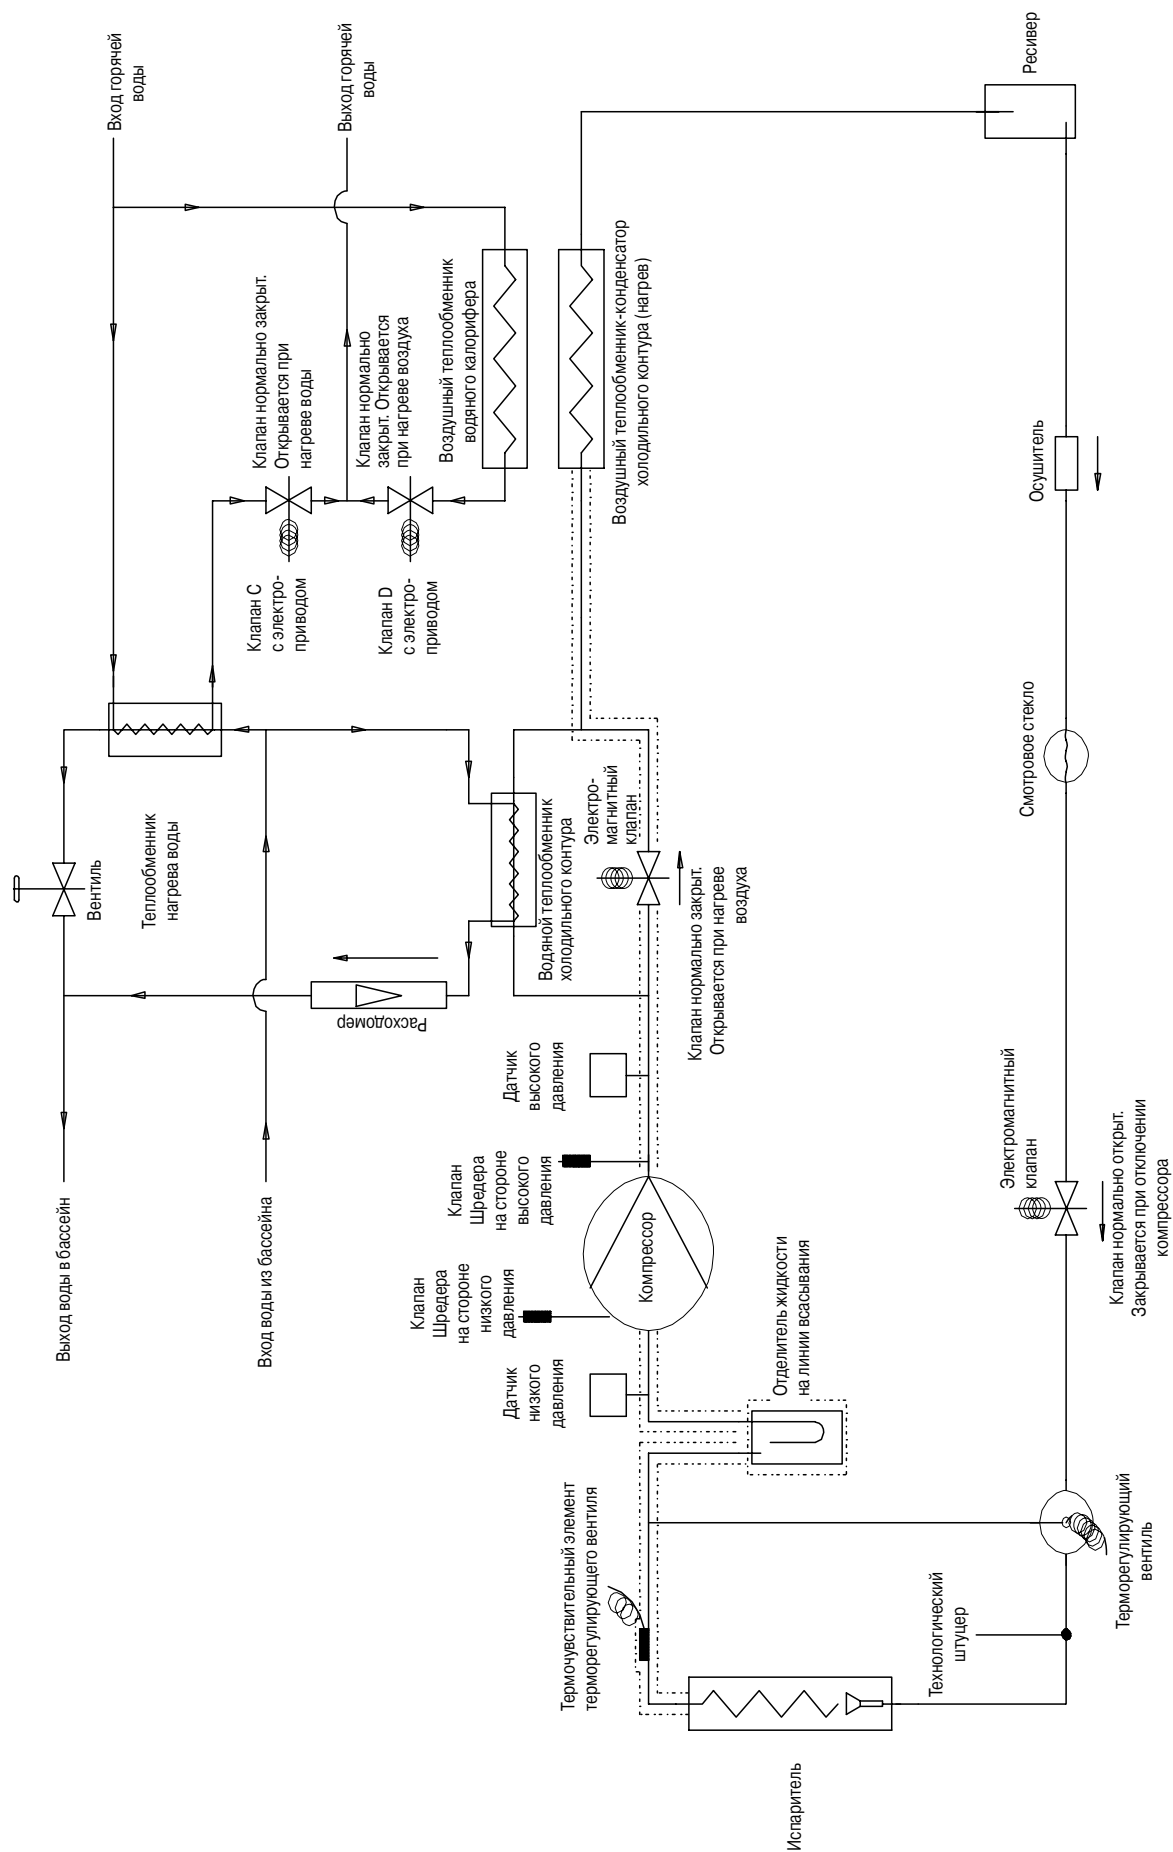 Выход воды в бассейн
Вход воды из бассейна
Вентиль
Теплообменник
нагрева воды
Вход горячей
воды
Выход горячей
воды
Клапан C
с электро-
приводом
Клапан нормально закрыт.
Открывается при
нагреве воды
Клапан D
с электро-
приводом
Клапан нормально
закрыт. Открывается
при нагреве воздуха
Воздушный теплообменник
водяного калорифера
Расходомер
Водяной теплообменник
холодильного контура
Электро-
магнитный
клапан
Воздушный теплообменник-конденсатор
холодильного контура (нагрев)
Клапан
Шредера
на стороне
низкого
давления
Клапан
Шредера
на стороне
высокого
давления
Датчик
низкого
давления
Датчик
высокого
давления
Компрессор
Клапан нормально закрыт.
Открывается при нагреве
воздуха
Термочувствительный элемент
терморегулирующего вентиля
Отделитель жидкости
на линии всасывания
Испаритель
Технологический
штуцер
Терморегулирующий
вентиль
Электромагнитный
клапан
Клапан нормально открыт.
Закрывается при отключении
компрессора
Смотровое стекло
Осушитель
Ресивер